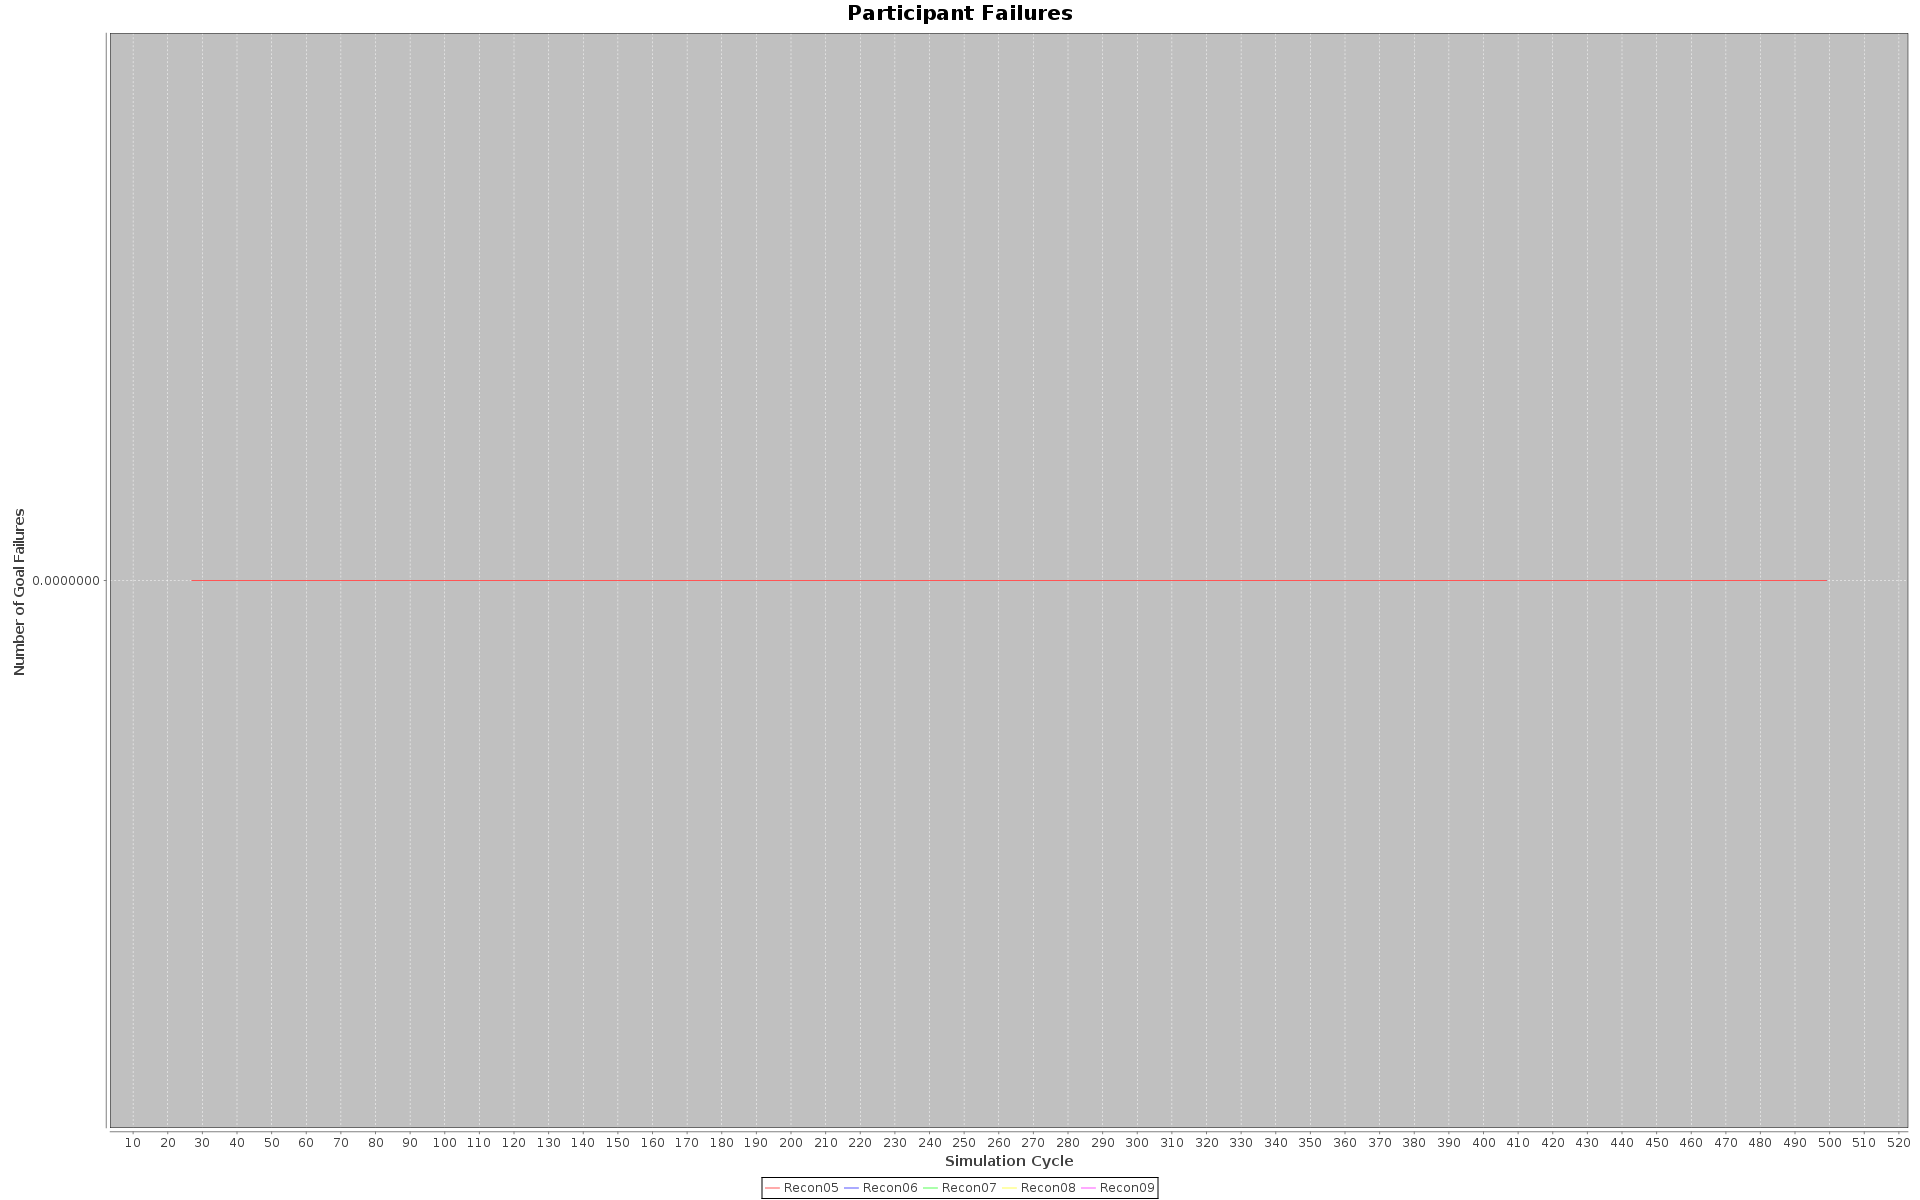 Participant Failures
Number of Goal Failures
0.0000000
10 20 30 40 50 60 70 80 90 100 110 120 130 140 150 160 170 180 190 200 210 220 230 240 250 260 270 280 290 300 310 320 330 340 350 360 370 380 390 400 410 420 430 440 450 460 470 480 490 500 510 520
Simulation Cycle
Recon05 Recon06 Recon07 Recon08 Recon09